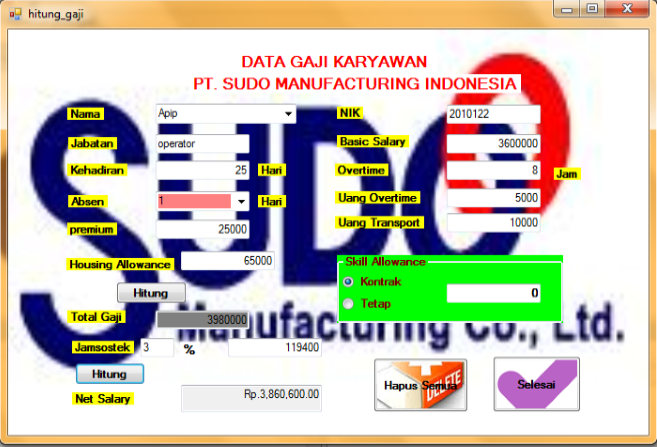 hitung_gaji
DATA GAJI KARYAWAN
PT. SUDO MANUFACTURING INDONESIA
Nama Apip NIK 2010122
Jabatan operator Basic Salary 3600000
Kehadiran 25 Hari Overtime 8 Jam
Absen 1 Hari Uang Overtime 5000
premium 25000 Uang Transport 10000
Housing Allowance 65000 Skill Allowance
Kontrak 0
Hitung Tetap
Total Gaji 3980000
SUDO
Manufacturing Co., Ltd.
Jamsostek 3 % 119400
Hitung
Hapus Semua DELETE Selesai
Net Salary Rp.3,860,600.00